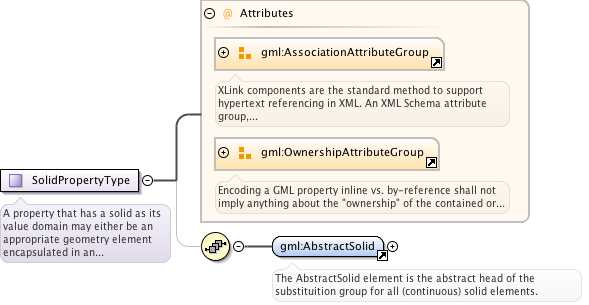 @ Attributes
gml:AssociationAttributeGroup
XLink components are the standard method to support
hypertext referencing in XML. An XML Schema attribute
group,...
gml:OwnershipAttributeGroup
Encoding a GML property inline vs. by-reference shall not
imply anything about the "ownership" of the contained or...
SolidPropertyType
A property that has a solid as its
value domain may either be an
appropriate geometry element
encapsulated in an...
gml:AbstractSolid
The AbstractSolid element is the abstract head of the
substituition group for all (continuous) solid elements.